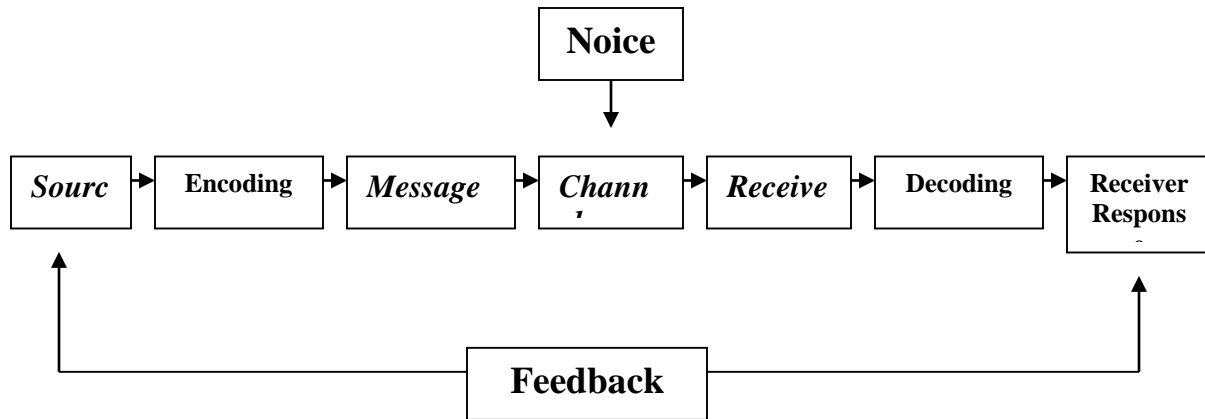 Noice
Sourc
Encoding
Message
Chann
Receive
Decoding
Receiver
Respons
Feedback